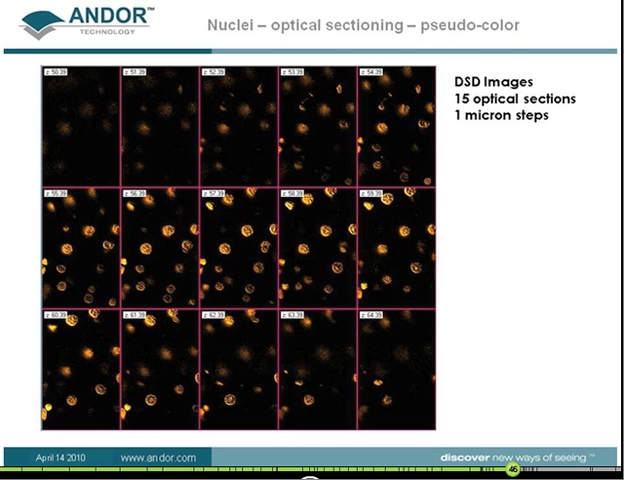 ANDOR™
TECHNOLOGY
Nuclei – optical sectioning – pseudo-color
DSD Images
15 optical sections
1 micron steps
z: 50.39
z: 51.39
z: 52.39
z: 53.39
z: 54.39
z: 55.39
z: 56.39
z: 57.39
z: 58.39
z: 59.39
z: 60.39
z: 61.39
z: 62.39
z: 63.39
z: 64.39
April 14 2010
www.andor.com
discover new ways of seeing ™
46